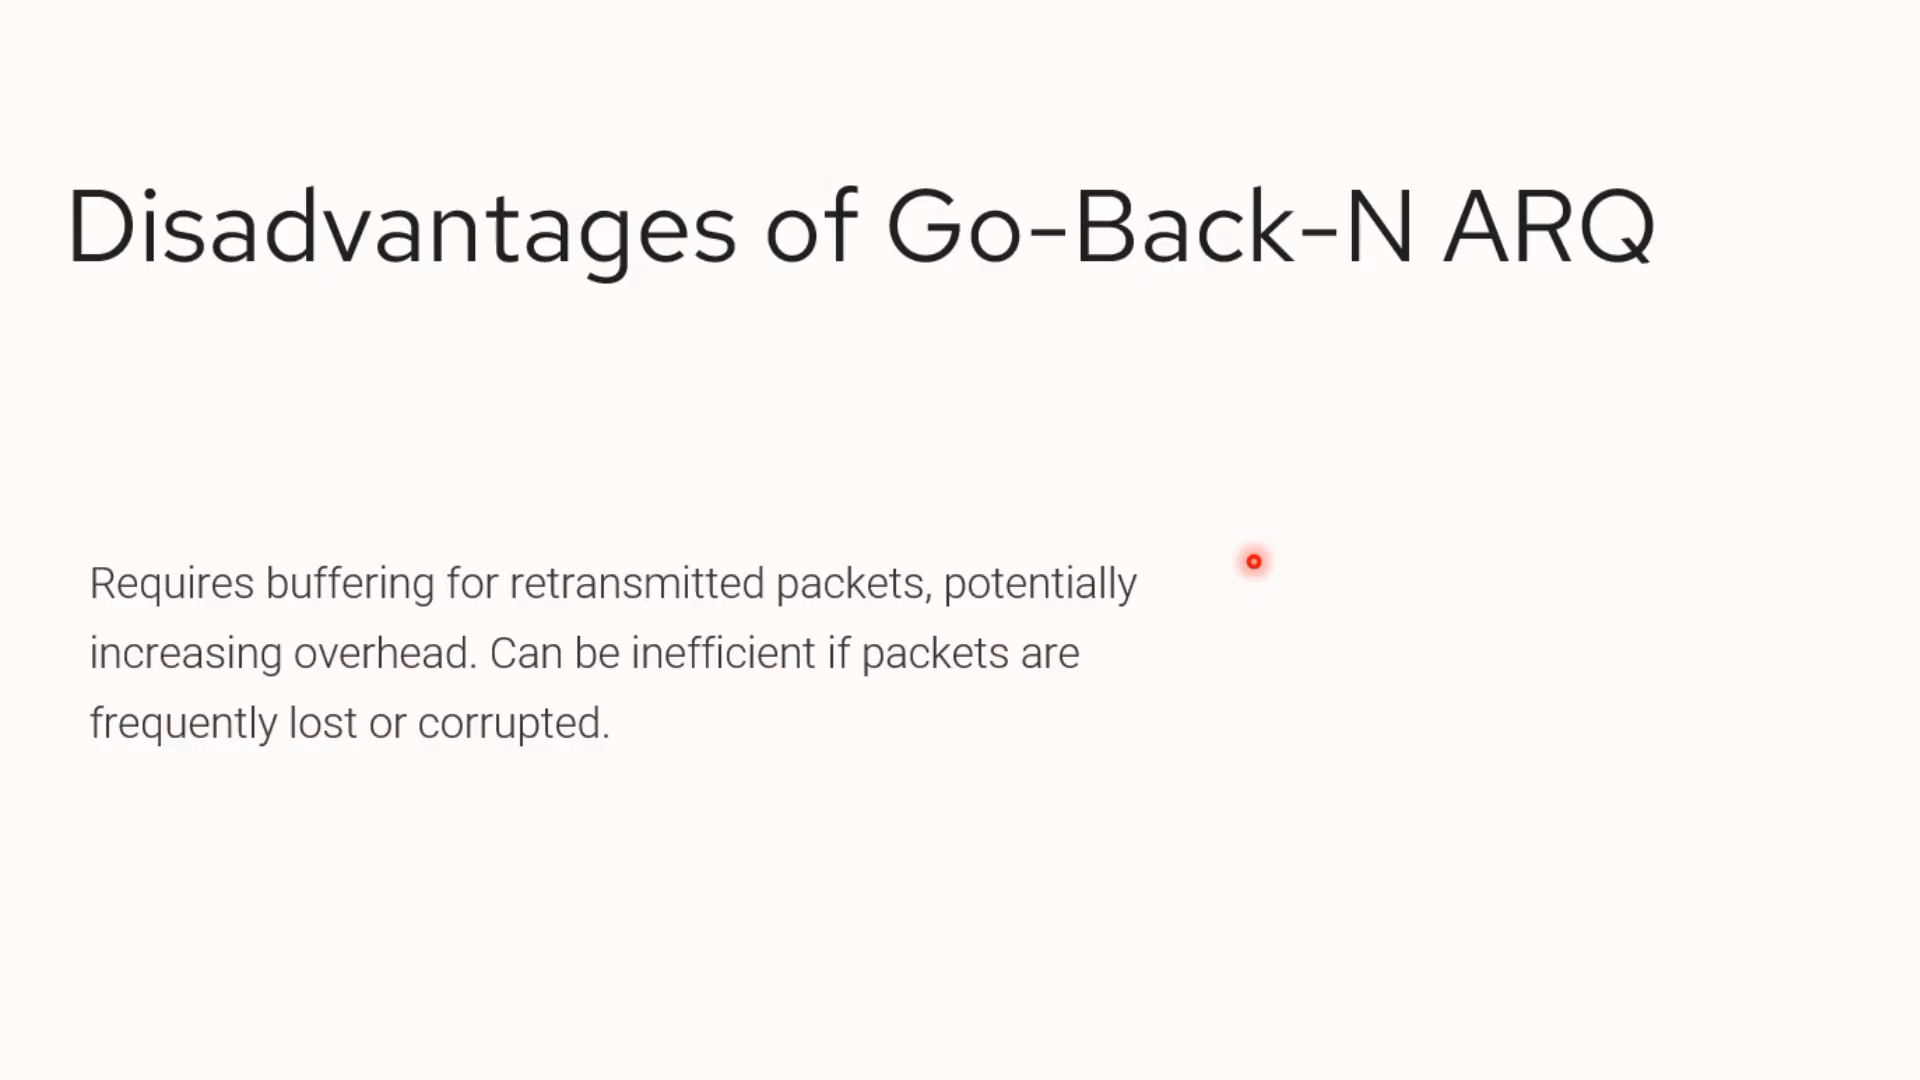 Disadvantages of Go-Back-N ARQ
Requires buffering for retransmitted packets, potentially
increasing overhead. Can be inefficient if packets are
frequently lost or corrupted.